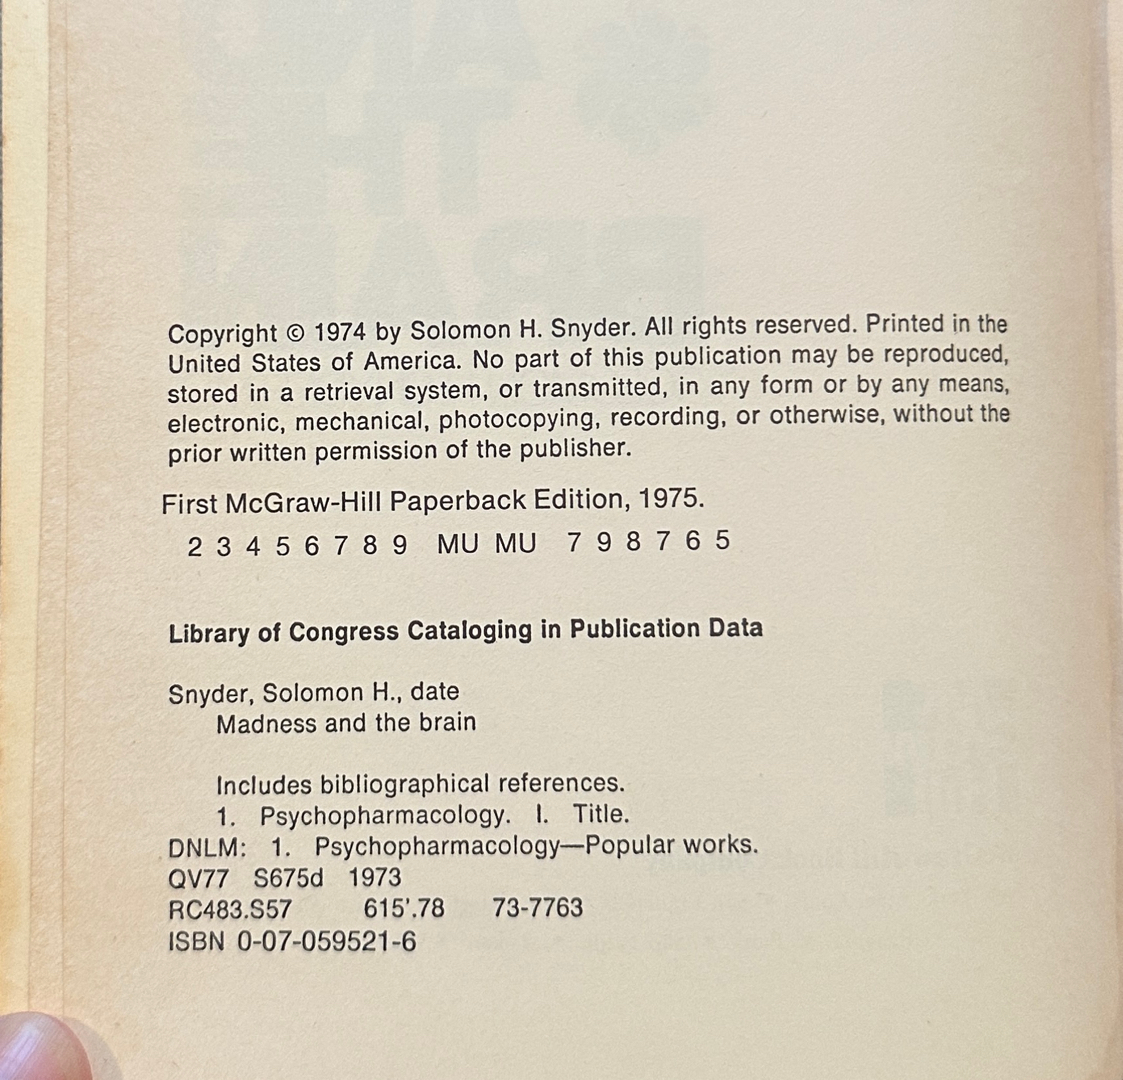 Copyright © 1974 by Solomon H. Snyder. All rights reserved. Printed in the
United States of America. No part of this publication may be reproduced,
stored in a retrieval system, or transmitted, in any form or by any means,
electronic, mechanical, photocopying, recording, or otherwise, without the
prior written permission of the publisher.
First McGraw-Hill Paperback Edition, 1975.
2 3 4 5 6 7 8 9 MU MU 7 9 8 7 6 5
Library of Congress Cataloging in Publication Data
Snyder, Solomon H., date
Madness and the brain
Includes bibliographical references.
1. Psychopharmacology. I. Title.
DNLM: 1. Psychopharmacology—Popular works.
QV77 S675d 1973
RC483.S57 615'.78 73-7763
ISBN 0-07-059521-6